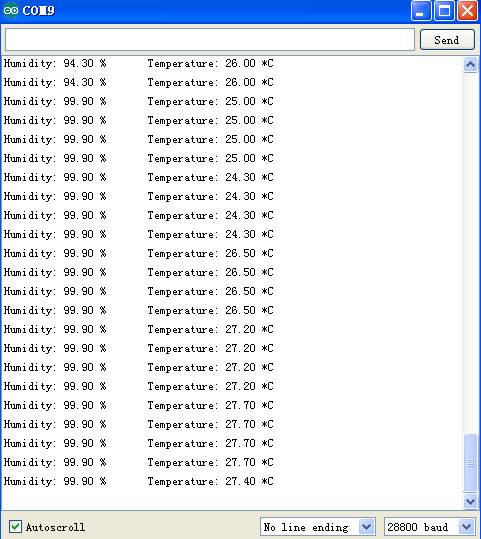 COM9
Send
Humidity: 94.30 % Temperature: 26.00 *C
Humidity: 94.30 % Temperature: 26.00 *C
Humidity: 99.90 % Temperature: 25.00 *C
Humidity: 99.90 % Temperature: 25.00 *C
Humidity: 99.90 % Temperature: 25.00 *C
Humidity: 99.90 % Temperature: 25.00 *C
Humidity: 99.90 % Temperature: 24.30 *C
Humidity: 99.90 % Temperature: 24.30 *C
Humidity: 99.90 % Temperature: 24.30 *C
Humidity: 99.90 % Temperature: 24.30 *C
Humidity: 99.90 % Temperature: 26.50 *C
Humidity: 99.90 % Temperature: 26.50 *C
Humidity: 99.90 % Temperature: 26.50 *C
Humidity: 99.90 % Temperature: 26.50 *C
Humidity: 99.90 % Temperature: 27.20 *C
Humidity: 99.90 % Temperature: 27.20 *C
Humidity: 99.90 % Temperature: 27.20 *C
Humidity: 99.90 % Temperature: 27.20 *C
Humidity: 99.90 % Temperature: 27.70 *C
Humidity: 99.90 % Temperature: 27.70 *C
Humidity: 99.90 % Temperature: 27.70 *C
Humidity: 99.90 % Temperature: 27.70 *C
Humidity: 99.90 % Temperature: 27.40 *C
Autoscroll No line ending 28800 baud